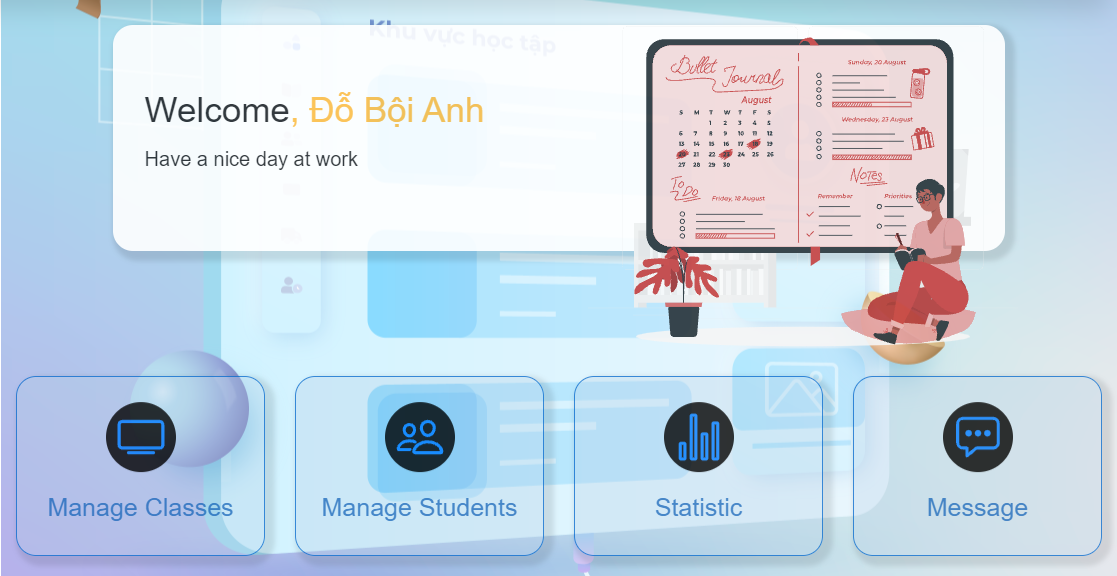 Khu vực học tập
Welcome, Đỗ Bội Anh
Have a nice day at work
Bullet Journal
August
S M T W T F S
1 2 3 4 5
6 7 8 9 10 11 12
13 14 15 16 17 18 19
20 21 22 23 24 25 26
27 28 29 30
To Do
Friday, 18 August
Sunday, 20 August
Wednesday, 23 August
Notes
Remember
Priorities
Manage Classes
Manage Students
Statistic
Message